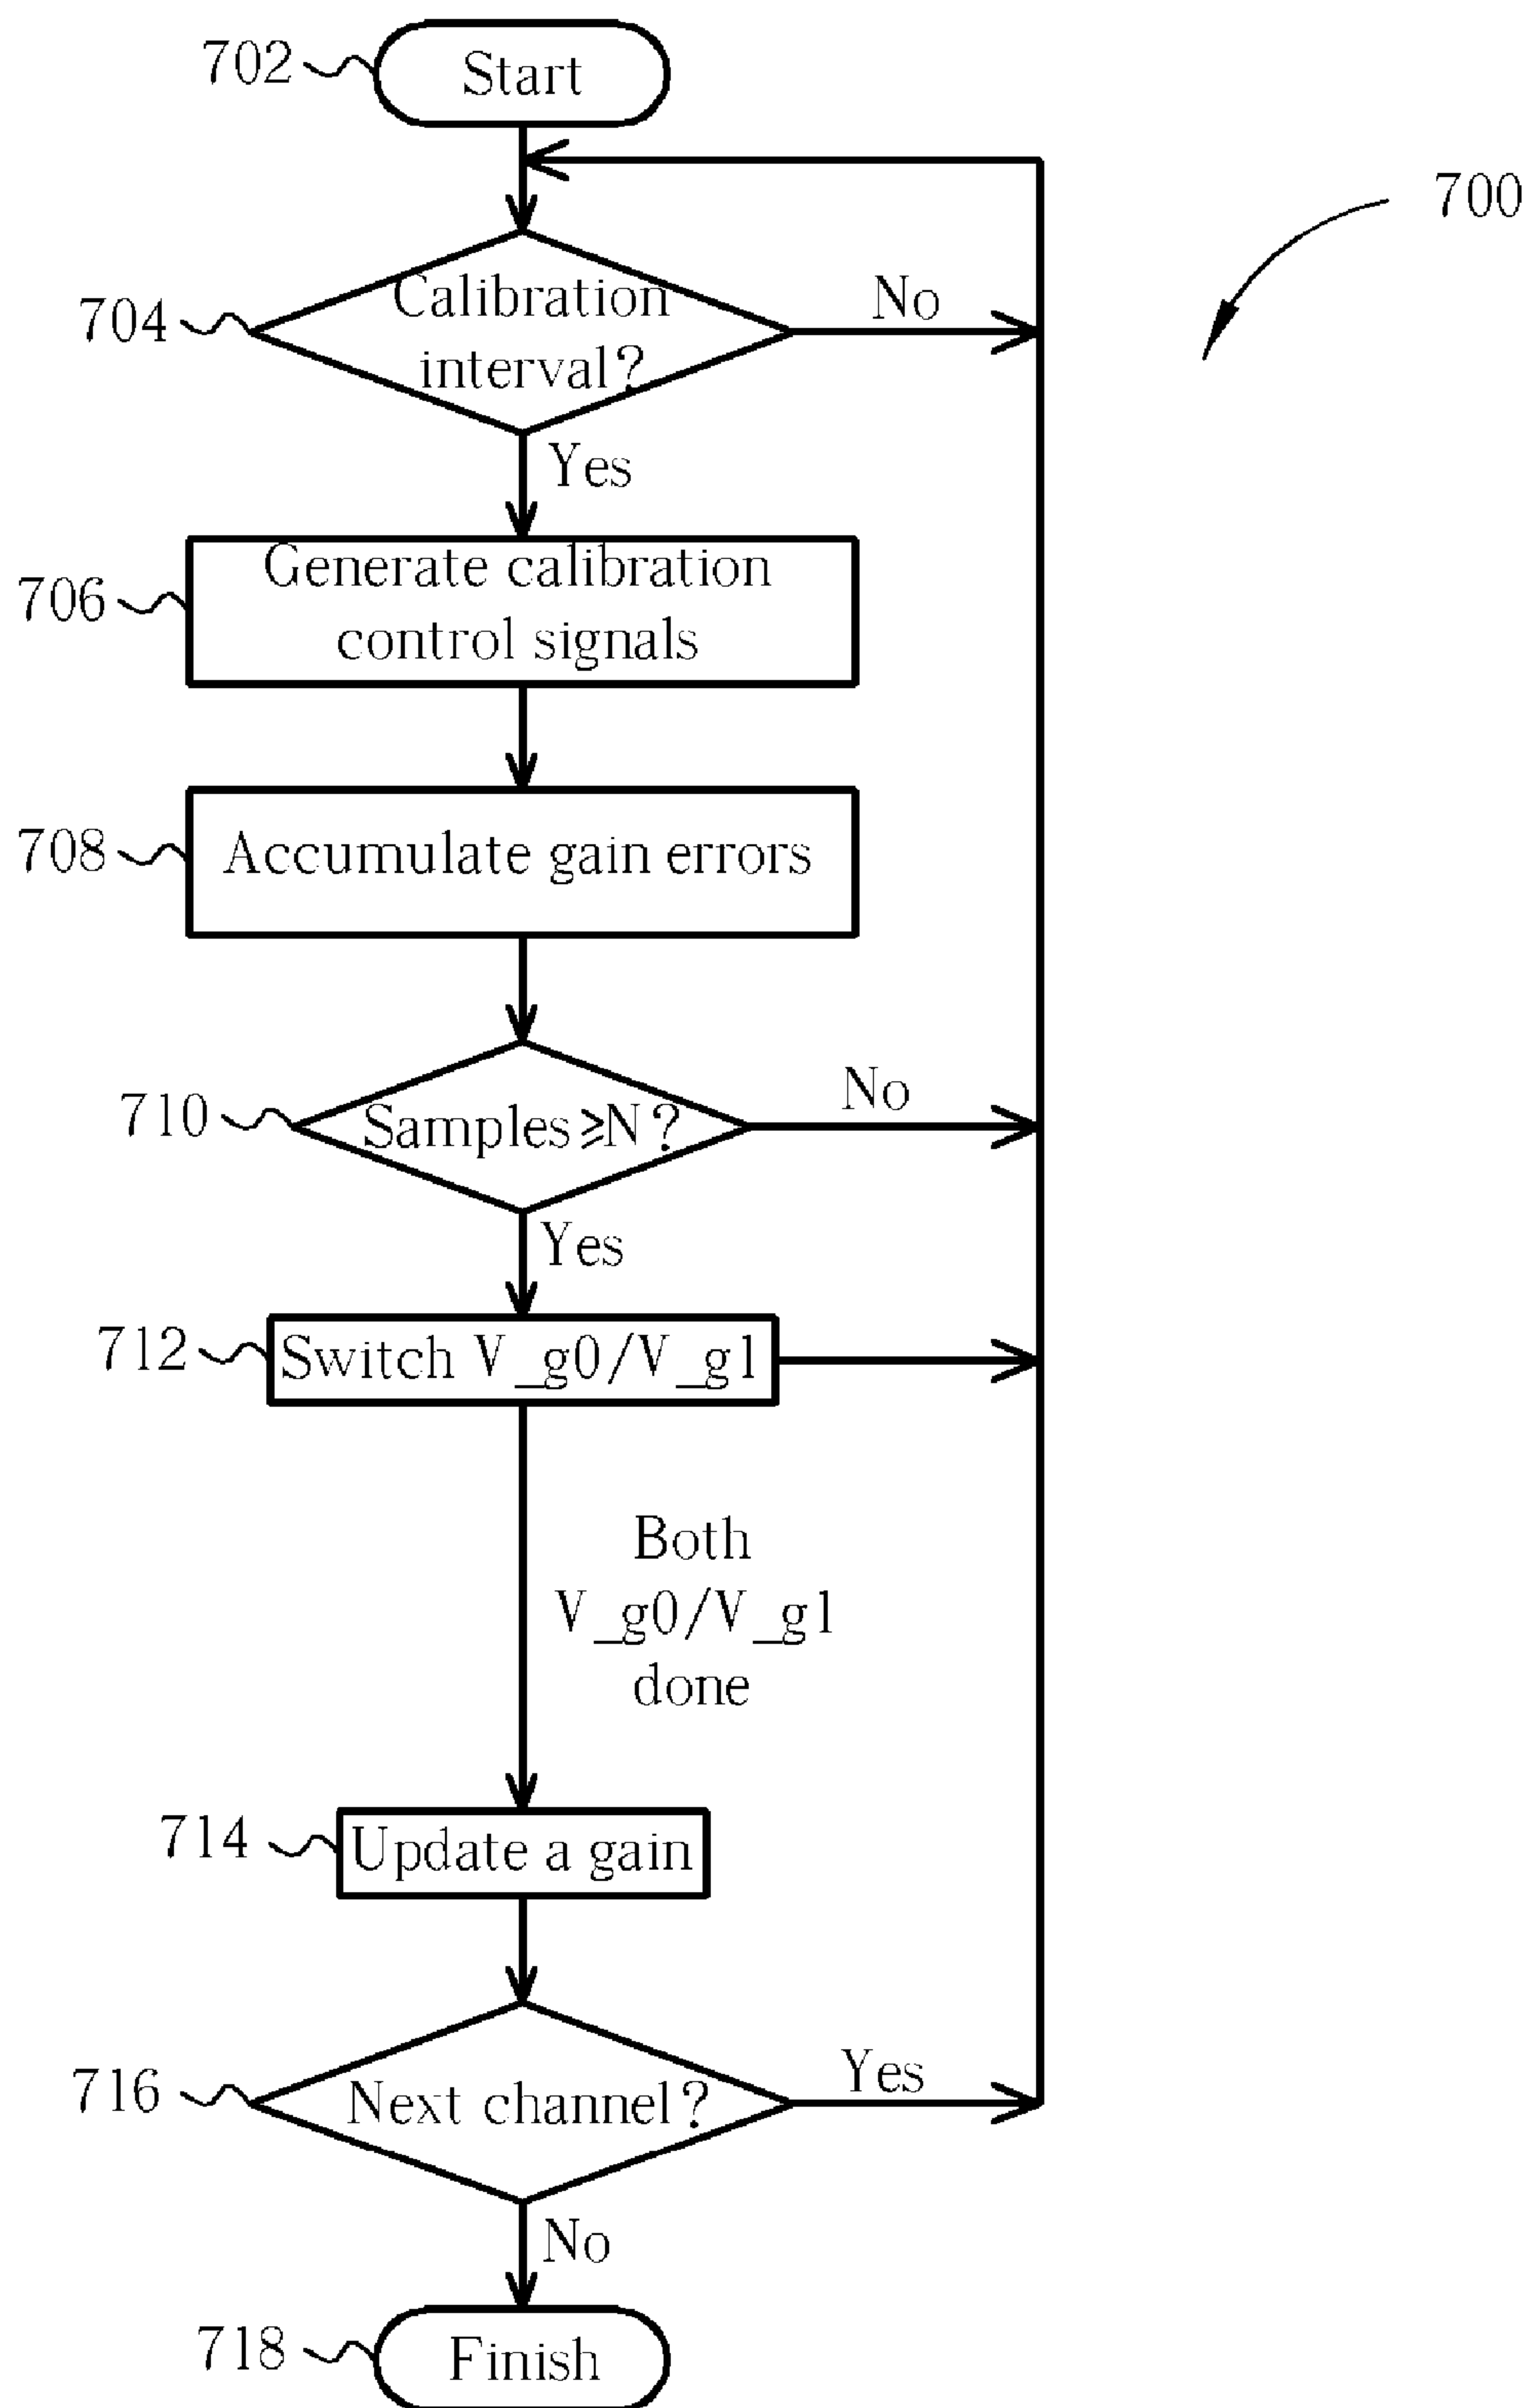 702
Start
700
704
Calibration
interval?
No
Yes
706
Generate calibration
control signals
708
Accumulate gain errors
710
Samples≥N?
No
Yes
712
Switch V_g0/V_g1
Both
V_g0/V_g1
done
714
Update a gain
716
Next channel?
Yes
No
718
Finish